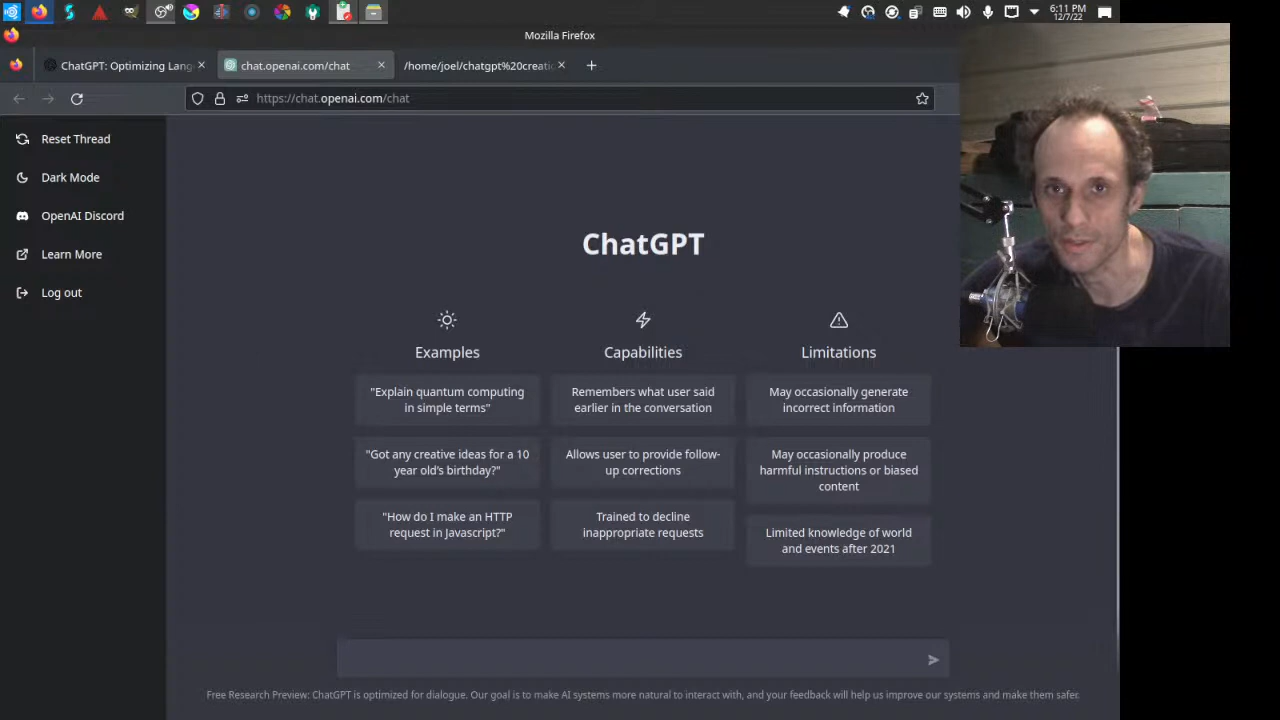 6:11 PM
12/7/22
Mozilla Firefox
ChatGPT: Optimizing Lang
chat.openai.com/chat
/home/joel/chatgpt%20creati
https://chat.openai.com/chat
Reset Thread
Dark Mode
OpenAI Discord
Learn More
Log out
ChatGPT
Examples
Capabilities
Limitations
"Explain quantum computing
in simple terms"
"Got any creative ideas for a 10
year old's birthday?"
"How do I make an HTTP
request in Javascript?"
Remembers what user said
earlier in the conversation
Allows user to provide follow-
up corrections
Trained to decline
inappropriate requests
May occasionally generate
incorrect information
May occasionally produce
harmful instructions or biased
content
Limited knowledge of world
and events after 2021
Free Research Preview: ChatGPT is optimized for dialogue. Our goal is to make AI systems more natural to interact with, and your feedback will help us improve our systems and make them safer.